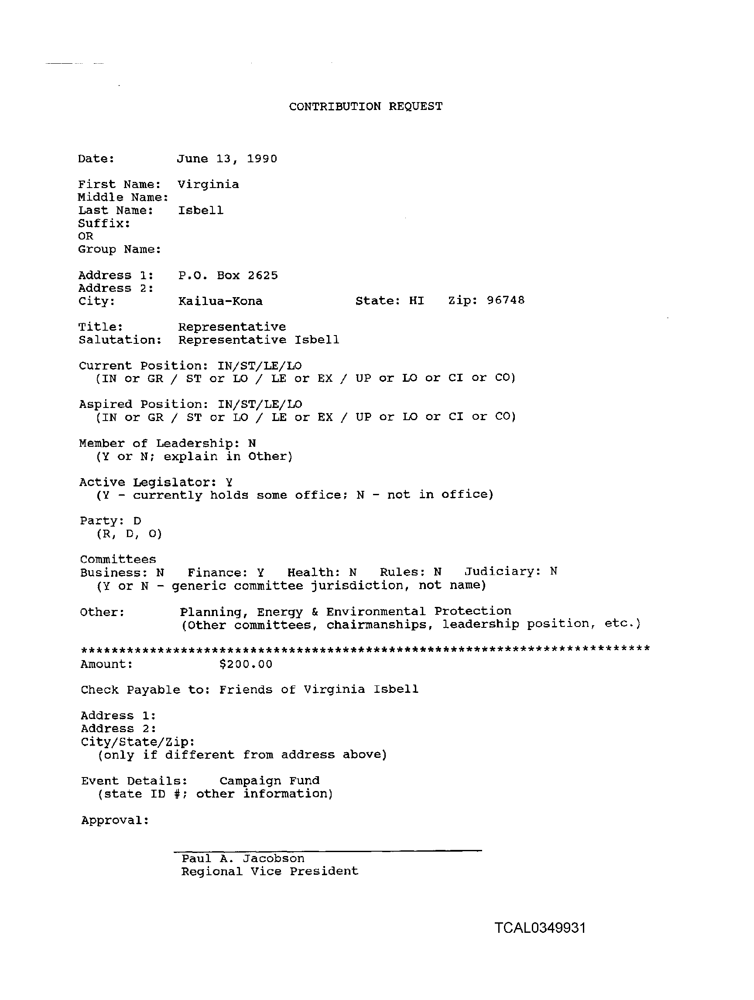 CONTRIBUTION REQUEST
Date: June 13, 1990
First Name: Virginia
Middle Name:
Last Name: Isbell
Suffix:
OR
Group Name:
Address 1: P.O. Box 2625
Address 2:
City: Kailua-Kona State: HI Zip: 96748
Title: Representative
Salutation: Representative Isbell
Current Position: IN/ST/LE/LO
(IN or GR / ST or LO / LE or EX / UP or LO or CI or CO)
Aspired Position: IN/ST/LE/LO
(IN or GR / ST or LO / LE or EX / UP or LO or CI or CO)
Member of Leadership: N
(Y or N; explain in Other)
Active Legislator: Y
(Y - currently holds some office; N - not in office)
Party: D
(R, D, O)
Committees
Business: N Finance: Y Health: N Rules: N Judiciary: N
(Y or N - generic committee jurisdiction, not name)
Other: Planning, Energy & Environmental Protection
(Other committees, chairmanships, leadership position, etc.)
**************************************************************************
Amount: $200.00
Check Payable to: Friends of Virginia Isbell
Address 1:
Address 2:
City/State/Zip:
(only if different from address above)
Event Details: Campaign Fund
(state ID #; other information)
Approval:
Paul A. Jacobson
Regional Vice President
TCAL0349931